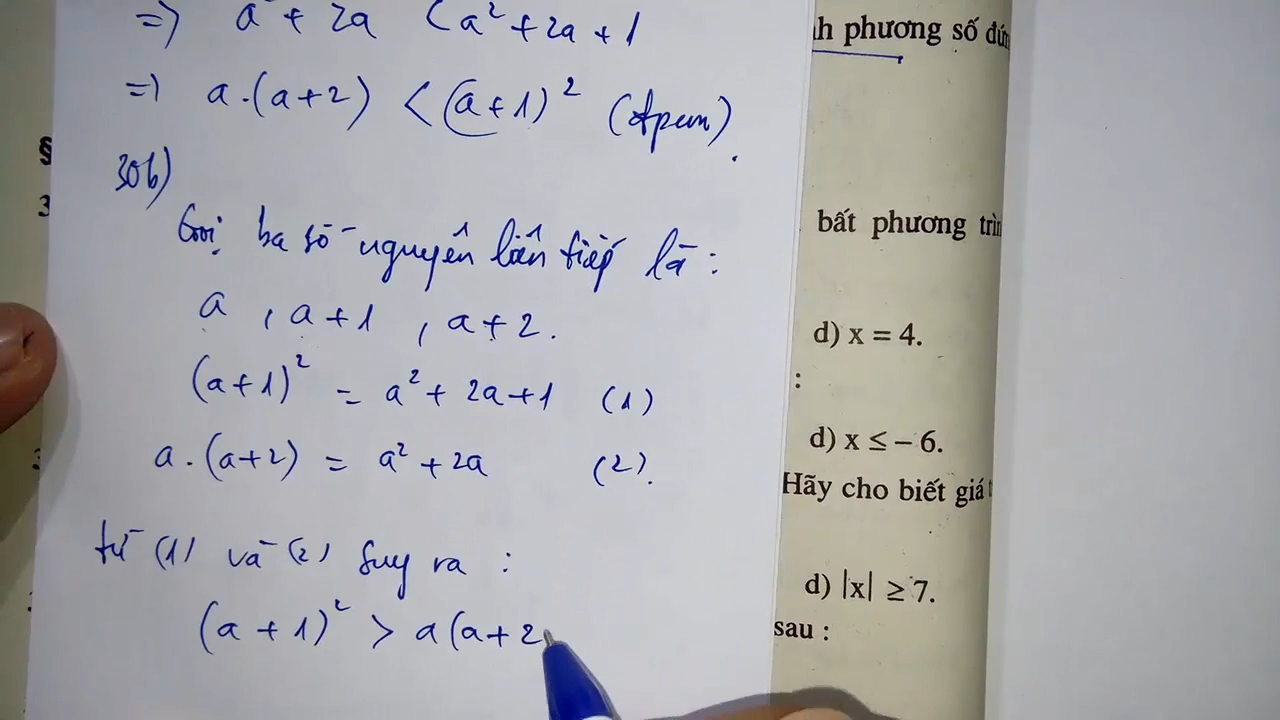 => a² + 2a < a² + 2a + 1
=> a.(a+2) < (a+1)² (đpcm).
30b)
Gọi ba số nguyên liên tiếp là :
a , a+1 , a+2.
(a+1)² = a² + 2a+1 (1)
a.(a+2) = a² + 2a (2).
từ (1) và (2) suy ra :
(a+1)² > a(a+2
§
3
phương số
bất phương
d) x = 4.
:
d) x ≤ – 6.
Hãy cho biết giá
d) |x| ≥ 7.
sau :